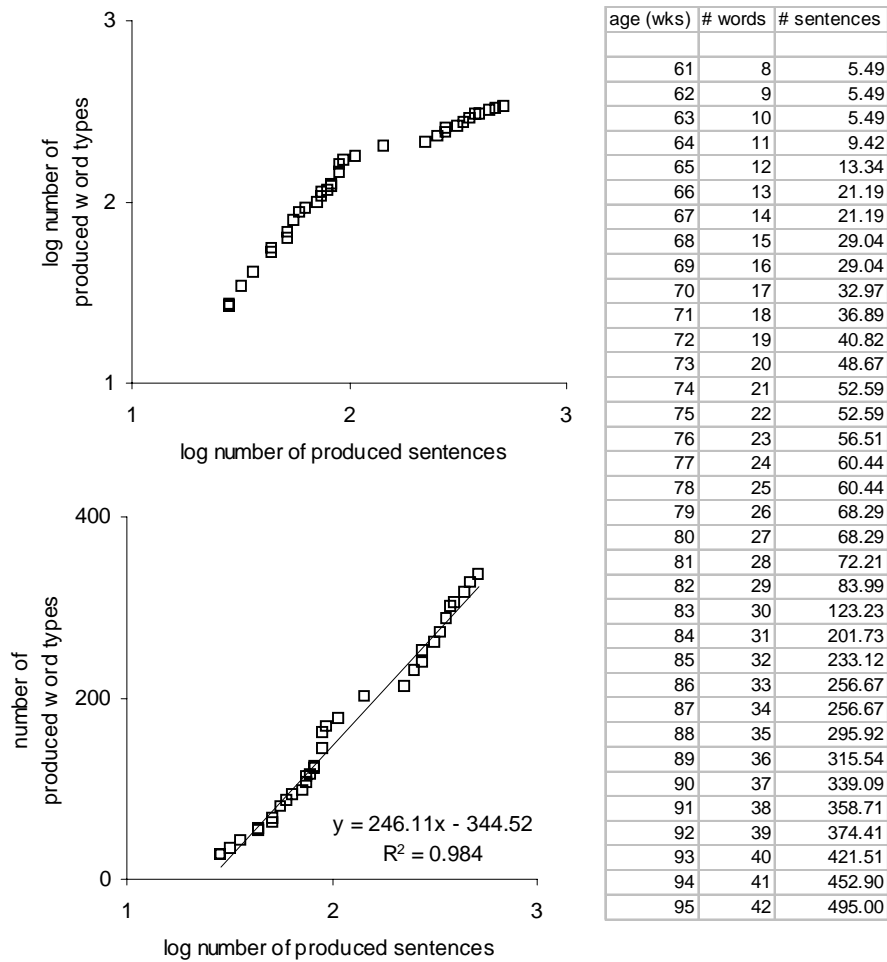 3
2
1
1 2 3
log number of
produced w ord types
log number of produced sentences
400
200
0
1 2 3
number of
produced w ord types
y = 246.11x - 344.52
R² = 0.984
log number of produced sentences
age (wks) # words # sentences
61 8 5.49
62 9 5.49
63 10 5.49
64 11 9.42
65 12 13.34
66 13 21.19
67 14 21.19
68 15 29.04
69 16 29.04
70 17 32.97
71 18 36.89
72 19 40.82
73 20 48.67
74 21 52.59
75 22 52.59
76 23 56.51
77 24 60.44
78 25 60.44
79 26 68.29
80 27 68.29
81 28 72.21
82 29 83.99
83 30 123.23
84 31 201.73
85 32 233.12
86 33 256.67
87 34 256.67
88 35 295.92
89 36 315.54
90 37 339.09
91 38 358.71
92 39 374.41
93 40 421.51
94 41 452.90
95 42 495.00